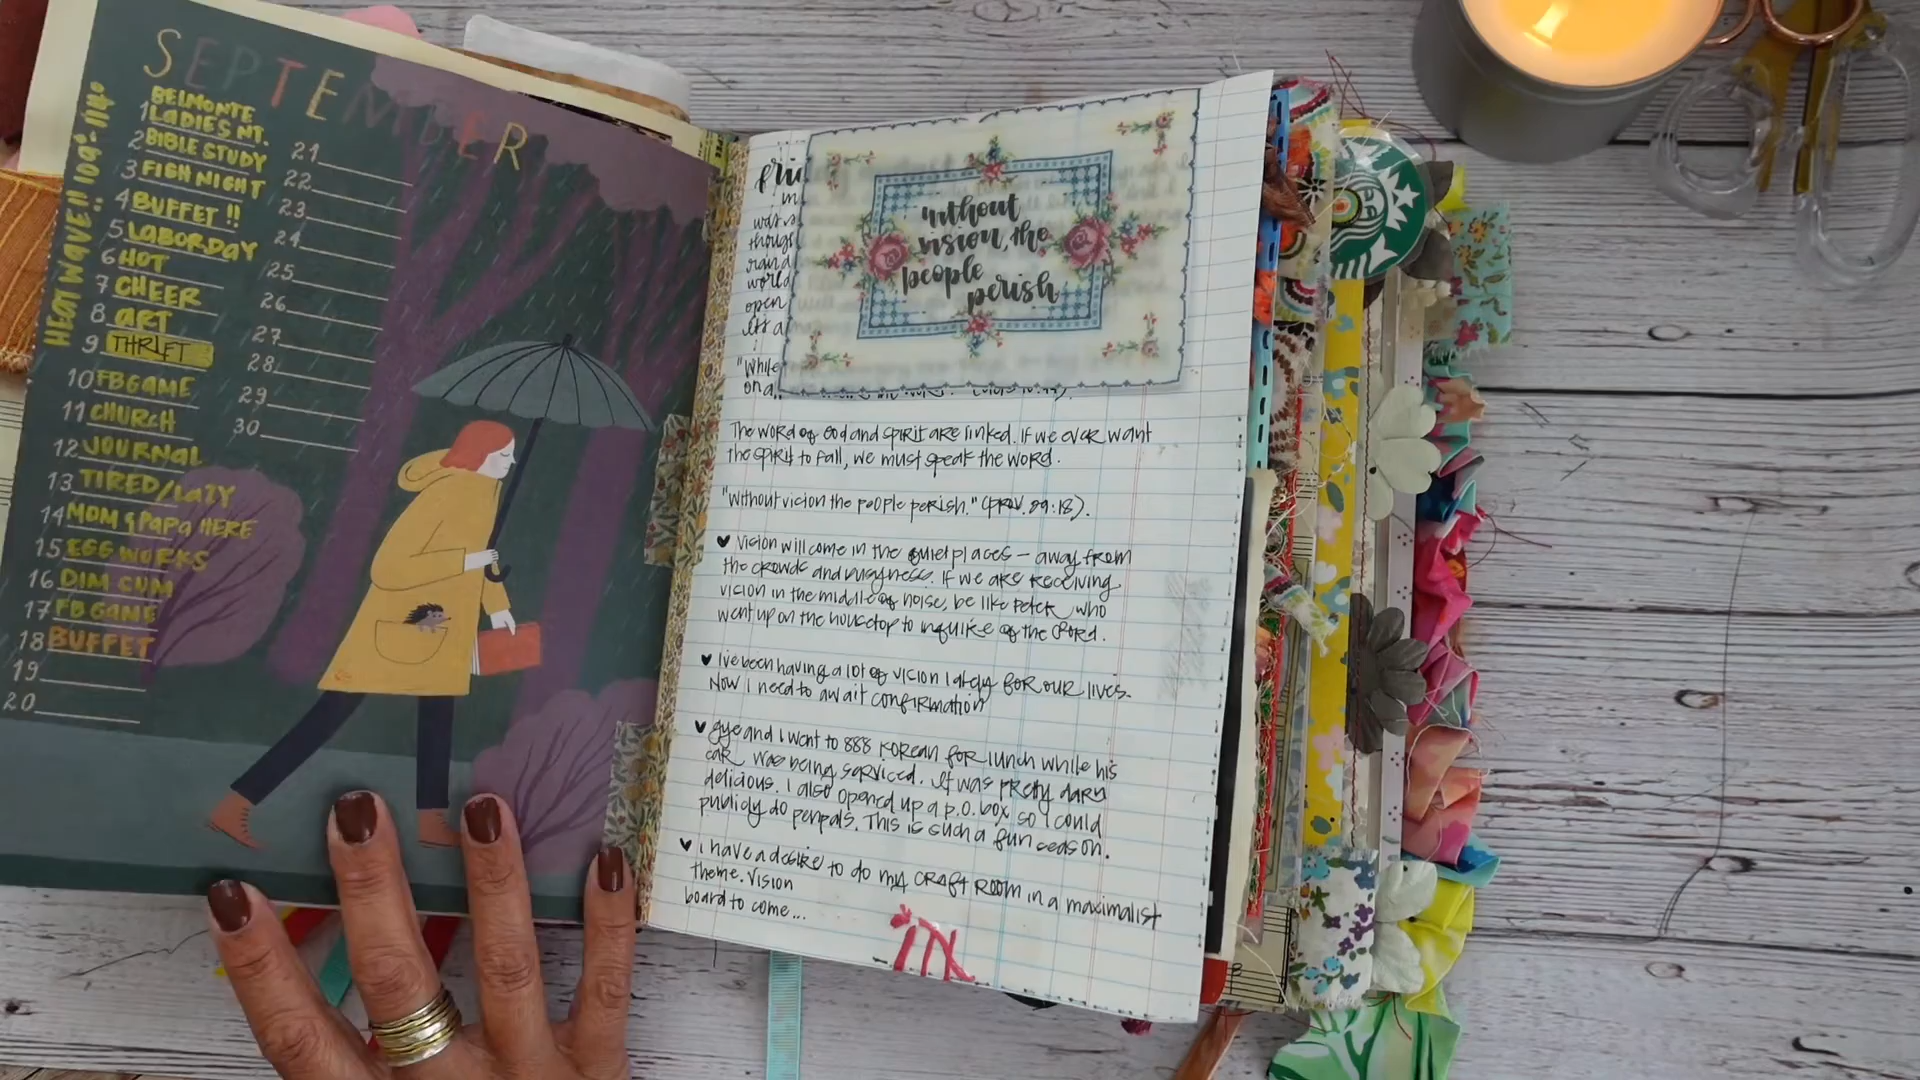 SEPTEMBER
HEAT WAVE!! 109°-114°
1 BELMONTE
LADIES NT.
2 BIBLE STUDY
3 FIGH NIGHT
4 BUFFET !!
5 LABORDAY
6 HOT
7 CHEER
8 ART
9 THRIFT
10 FB GAME
11 CHURCH
12 JOURNAL
13 TIRED/LAZY
14 MOM & PAPA HERE
15 EGG WORKS
16 DIM SUM
17 FB GAME
18 BUFFET
19
20
21
22
23
24
25
26
27
28
29
30
Without
vision, the
people
perish
in
world
open
"While
on a
The word of God and spirit are linked. If we ever want
the spirit to fall, we must speak the word.
"Without vision the people perish." (Prov. 29:18).
♥ Vision will come in the quiet places – away from
the crowds and busyness. If we are receiving
vision in the middle of noise, be like Peter who
went up on the housetop to inquire of the Lord.
♥ I've been having a lot of vision lately for our lives.
Now I need to await confirmation
♥ Gye and I went to 888 Korean for lunch while his
car was being serviced. It was pretty darn
delicious. I also opened up a P.O. box so I could
publicly do penpals. This is such a fun season.
♥ I have a desire to do my craft room in a maximalist
theme. Vision
board to come...